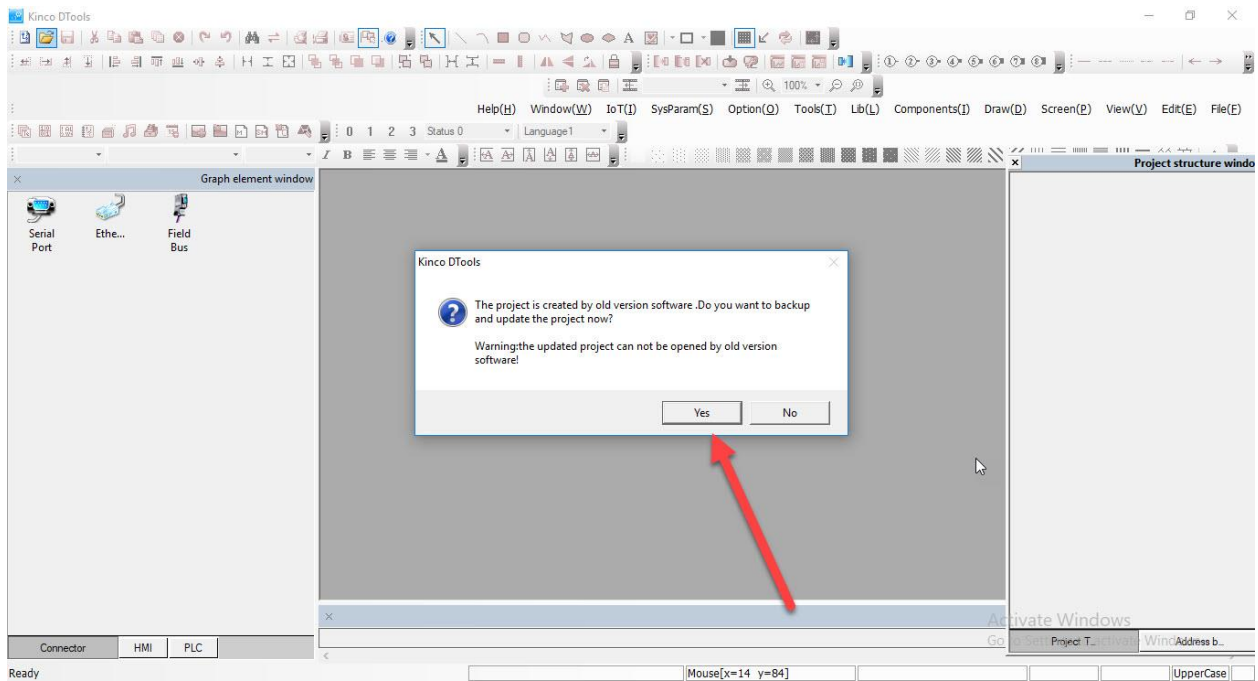 Kinco DTools
100%
Help(H) Window(W) IoT(I) SysParam(S) Option(O) Tools(T) Lib(L) Components(I) Draw(D) Screen(P) View(V) Edit(E) File(F)
0 1 2 3 Status 0 Language1
Graph element window
Project structure windo
Serial Port
Ethe...
Field Bus
Kinco DTools
The project is created by old version software .Do you want to backup
and update the project now?
Warning:the updated project can not be opened by old version
software!
Yes No
Activate Windows
Connector HMI PLC
Project T... Address b...
Ready Mouse[x=14 y=84] UpperCase